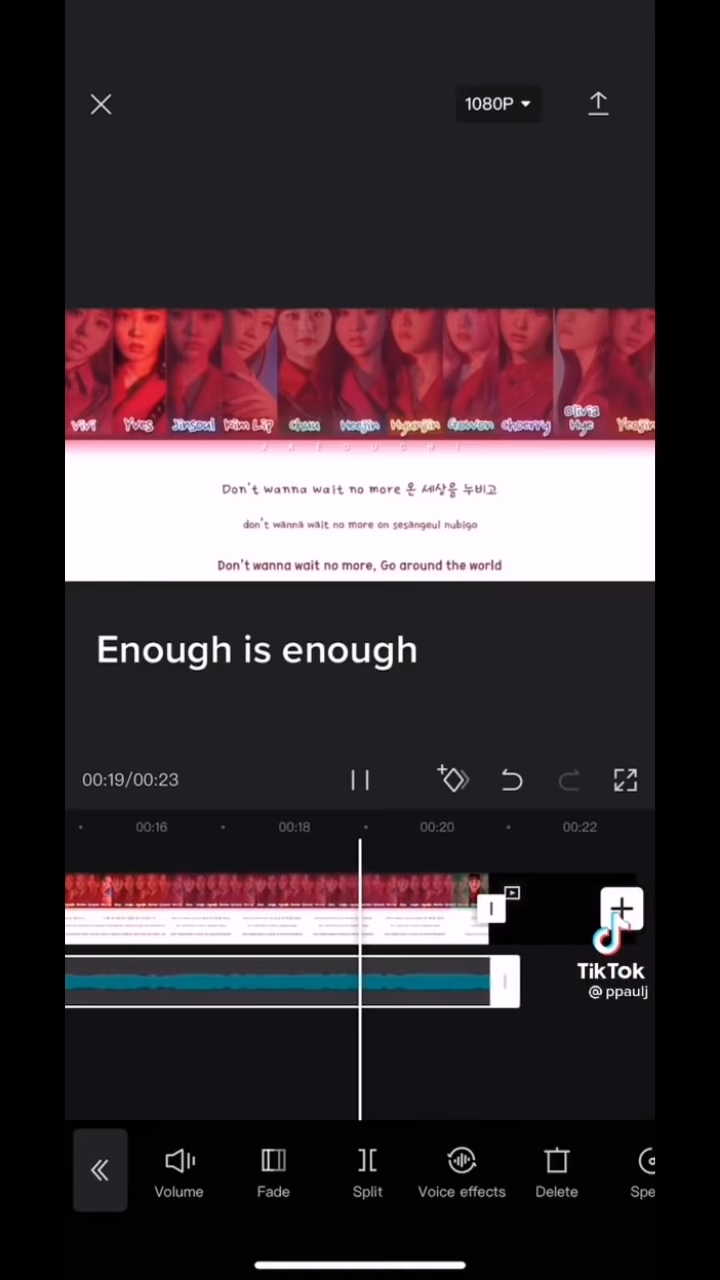 1080P
Vivi Yves Jinsoul Kim Lip Chuu Heejin Hyunjin Gowon Choerry Olivia Hye Yeojin
Don't wanna wait no more 온 세상을 누비고
don't wanna wait no more on sesangeul nubigo
Don't wanna wait no more, Go around the world
Enough is enough
00:19/00:23
00:16 00:18 00:20 00:22
TikTok
@ppaulj
Volume Fade Split Voice effects Delete Spe